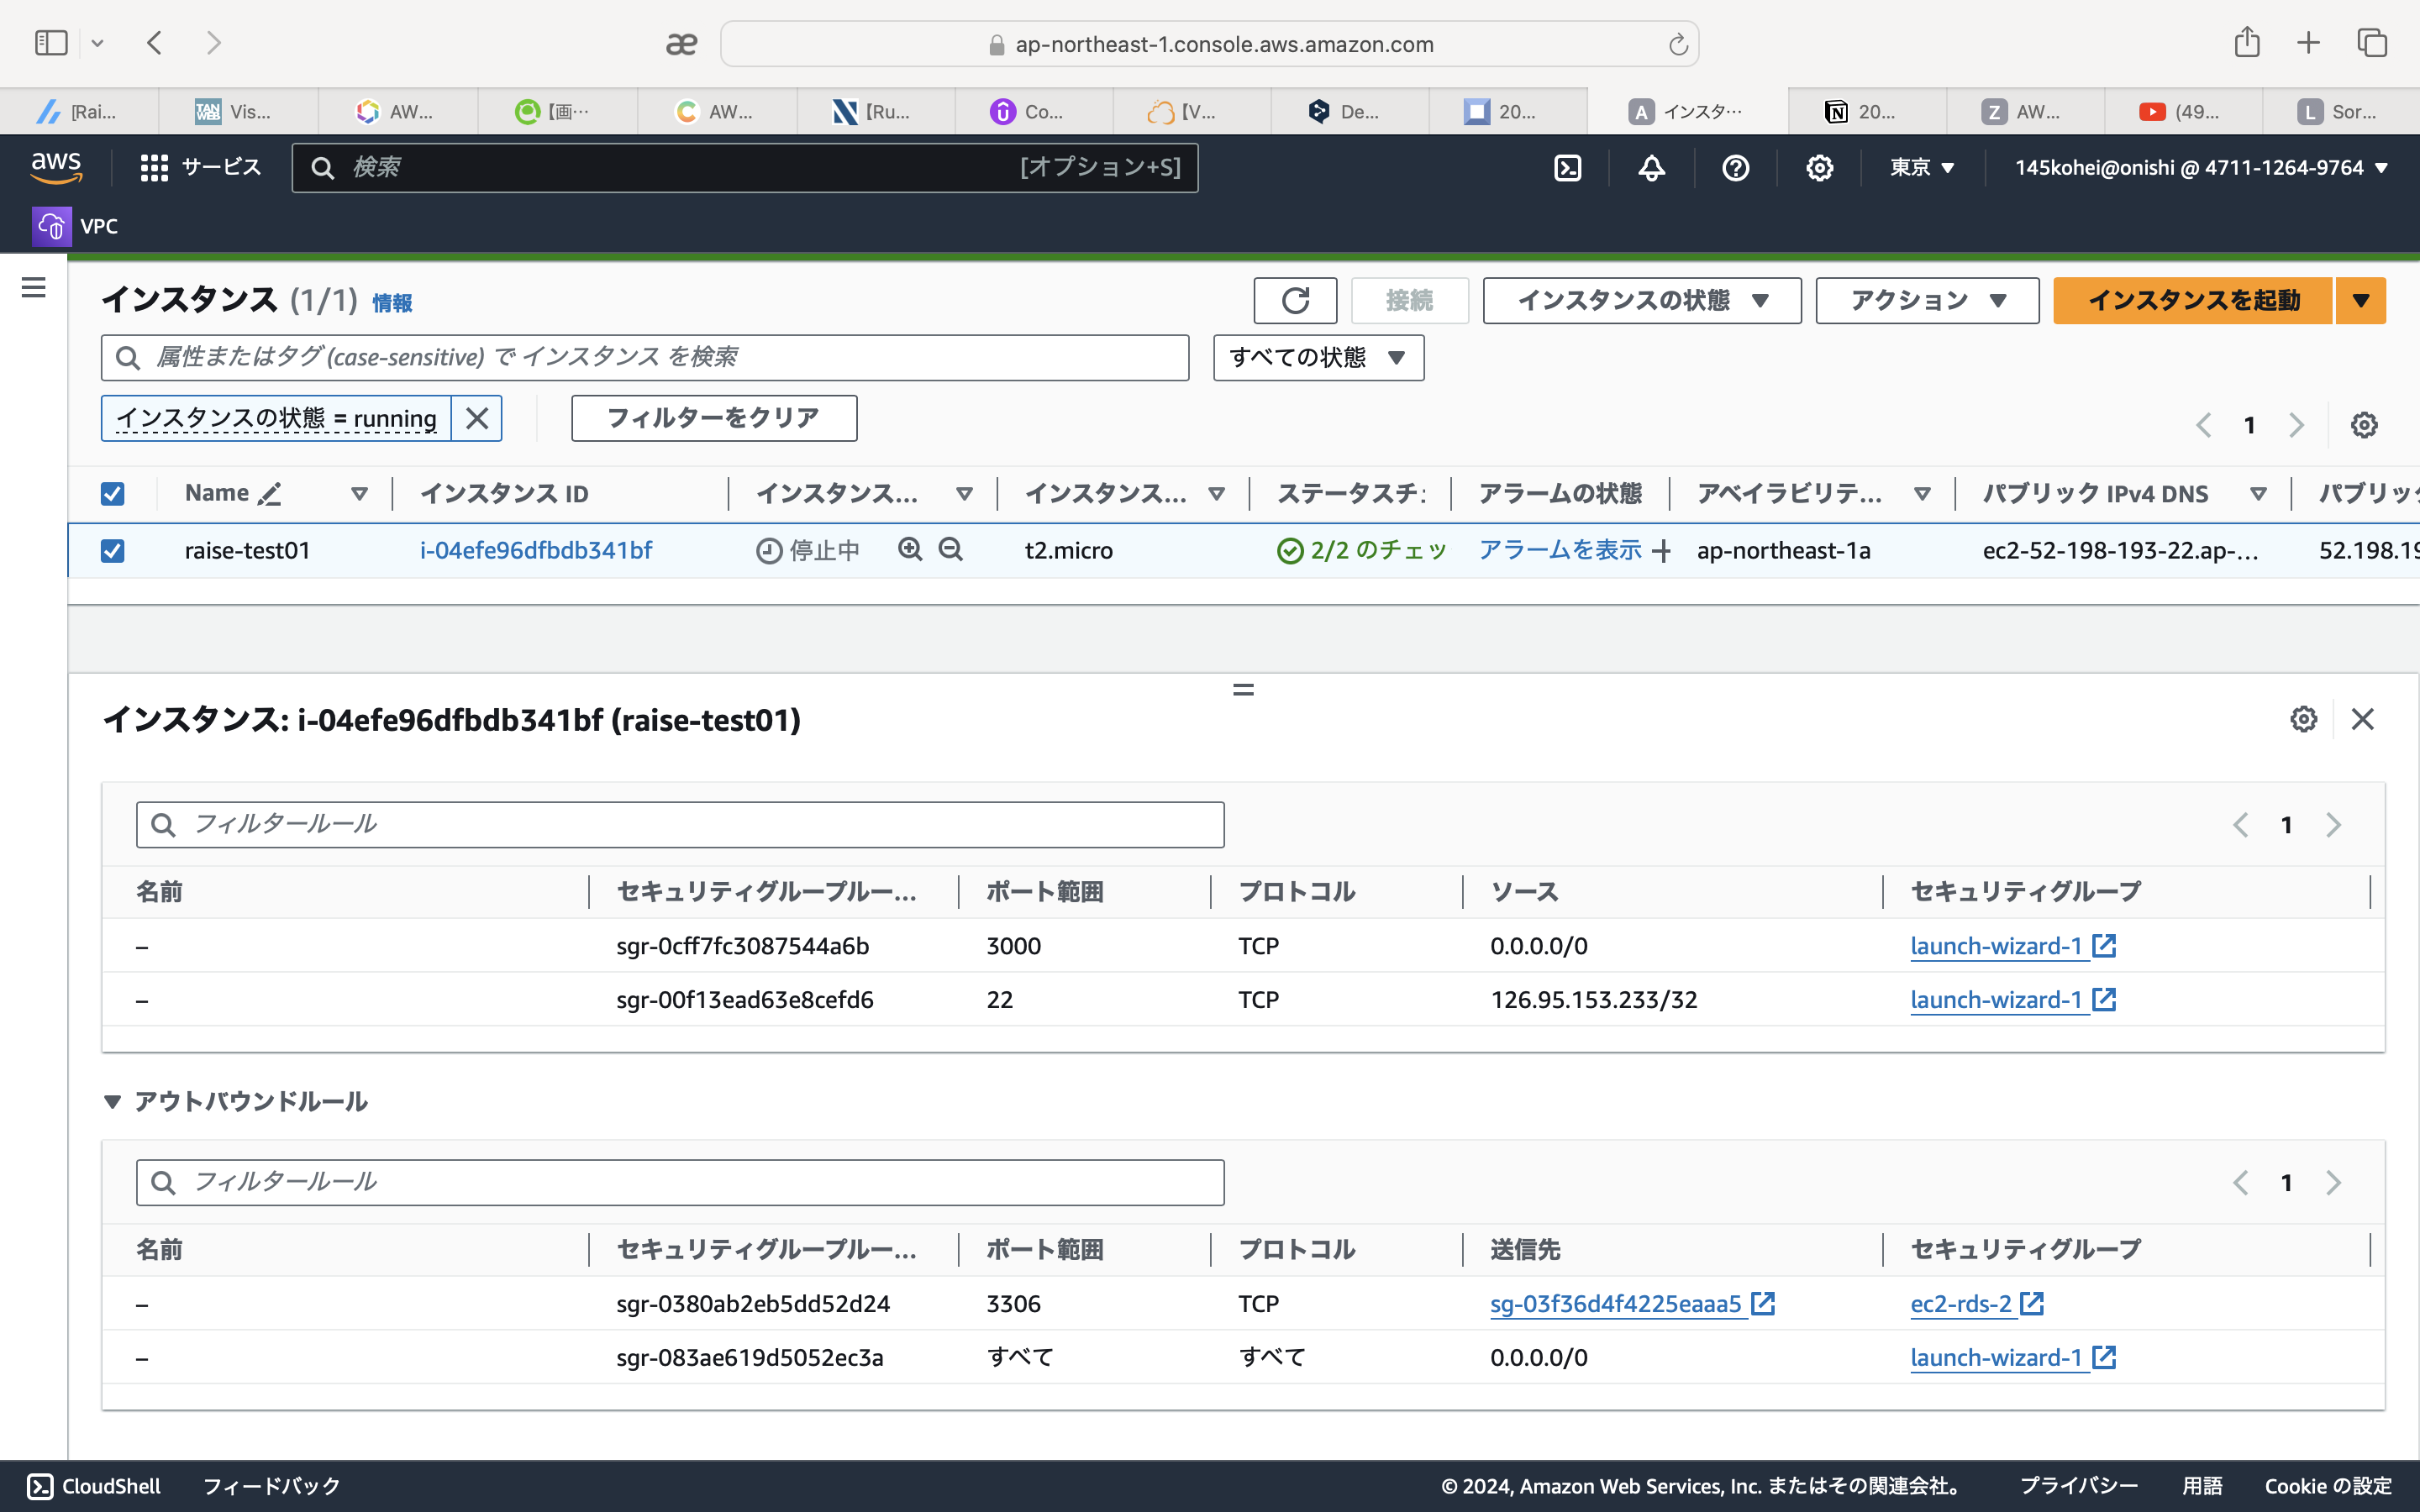 ap-northeast-1.console.aws.amazon.com
[Rai... Vis... AW... 【画… AW... 【Ru... Co... 【V... De... 20... インスタ… 20... AW... (49... Sor...
aws サービス 検索 [オプション+S] 東京 145kohei@onishi @ 4711-1264-9764
VPC
インスタンス (1/1) 情報 接続 インスタンスの状態 アクション インスタンスを起動
属性またはタグ (case-sensitive) で インスタンス を検索 すべての状態
インスタンスの状態 = running フィルターをクリア 1
Name インスタンス ID インスタンス... インスタンス... ステータスチ アラームの状態 アベイラビリテ... パブリック IPv4 DNS パブリッ
raise-test01 i-04efe96dfbdb341bf 停止中 t2.micro 2/2 のチェッ アラームを表示 ap-northeast-1a ec2-52-198-193-22.ap-... 52.198.19
インスタンス: i-04efe96dfbdb341bf (raise-test01)
フィルタールール 1
名前 セキュリティグループルー... ポート範囲 プロトコル ソース セキュリティグループ
– sgr-0cff7fc3087544a6b 3000 TCP 0.0.0.0/0 launch-wizard-1
– sgr-00f13ead63e8cefd6 22 TCP 126.95.153.233/32 launch-wizard-1
アウトバウンドルール
フィルタールール 1
名前 セキュリティグループルー... ポート範囲 プロトコル 送信先 セキュリティグループ
– sgr-0380ab2eb5dd52d24 3306 TCP sg-03f36d4f4225eaaa5 ec2-rds-2
– sgr-083ae619d5052ec3a すべて すべて 0.0.0.0/0 launch-wizard-1
CloudShell フィードバック © 2024, Amazon Web Services, Inc. またはその関連会社。 プライバシー 用語 Cookie の設定